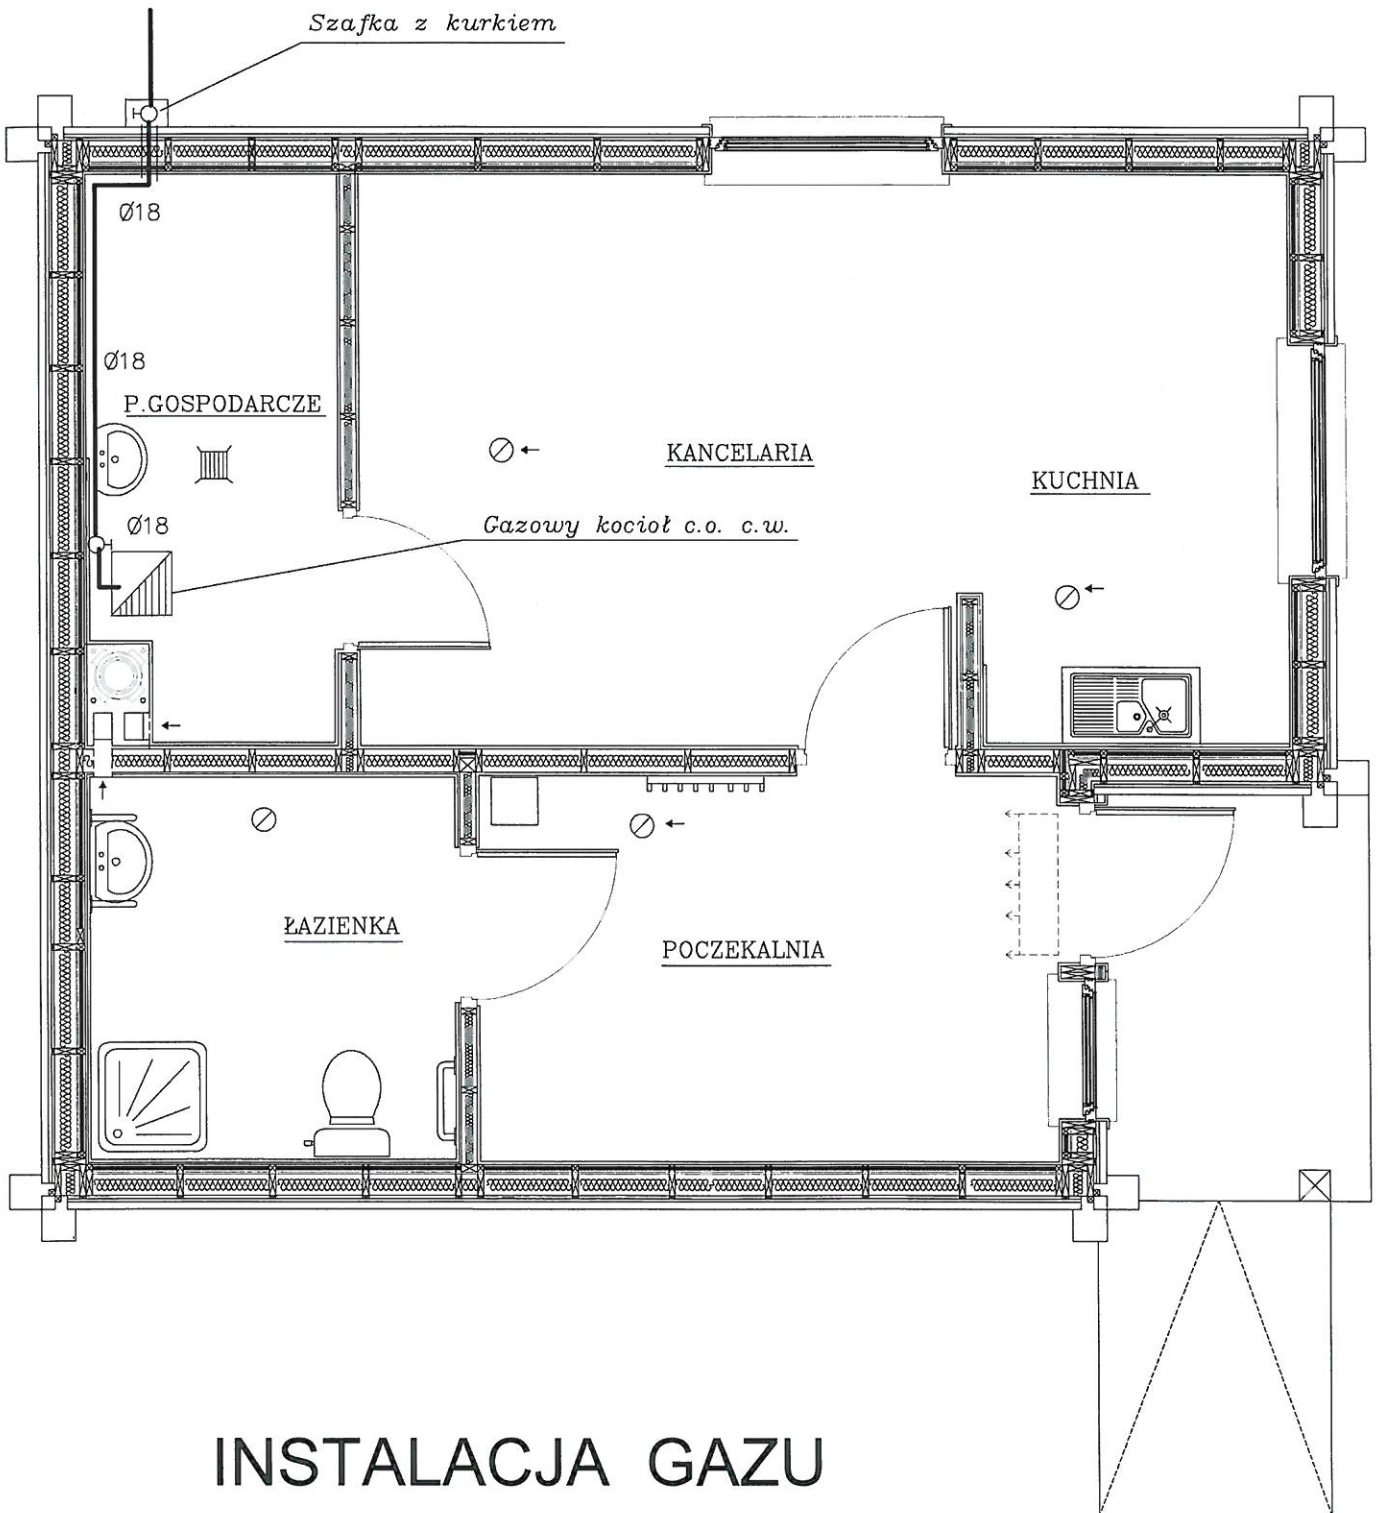 Szafka z kurkiem
Ø18
Ø18
P.GOSPODARCZE
KANCELARIA
KUCHNIA
Ø18
Gazowy kocioł c.o. c.w.
ŁAZIENKA
POCZEKALNIA
INSTALACJA GAZU